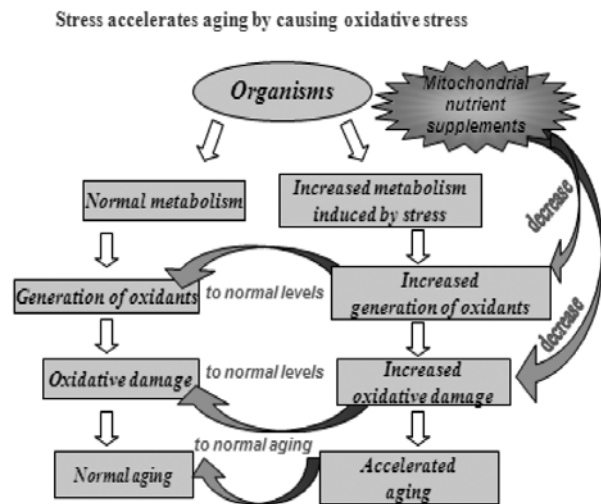 Stress accelerates aging by causing oxidative stress
Organisms
Mitochondrial
nutrient
supplements
Normal metabolism
Increased metabolism
induced by stress
decrease
Generation of oxidants
to normal levels
Increased
generation of oxidants
decrease
Oxidative damage
to normal levels
Increased
oxidative damage
to normal aging
Normal aging
Accelerated
aging